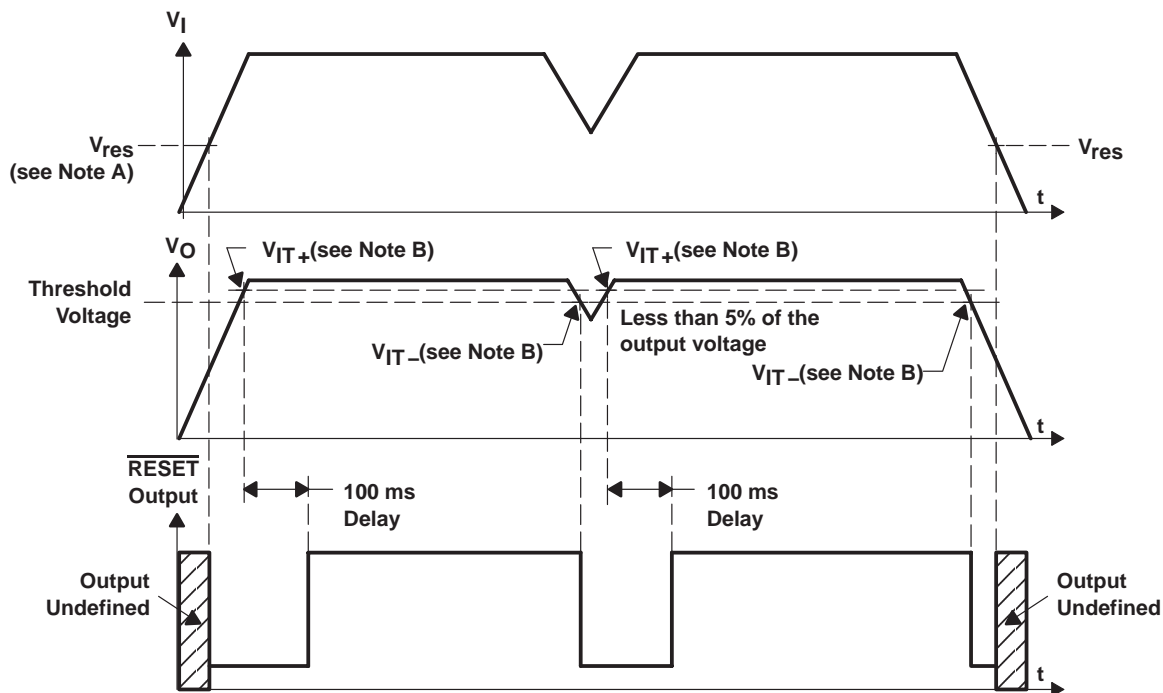 VI
Vres
(see Note A)
Vres
t
VO
VIT+(see Note B)
VIT+(see Note B)
Threshold
Voltage
Less than 5% of the
output voltage
VIT–(see Note B)
VIT–(see Note B)
t
RESET
Output
100 ms
Delay
100 ms
Delay
Output
Undefined
Output
Undefined
t